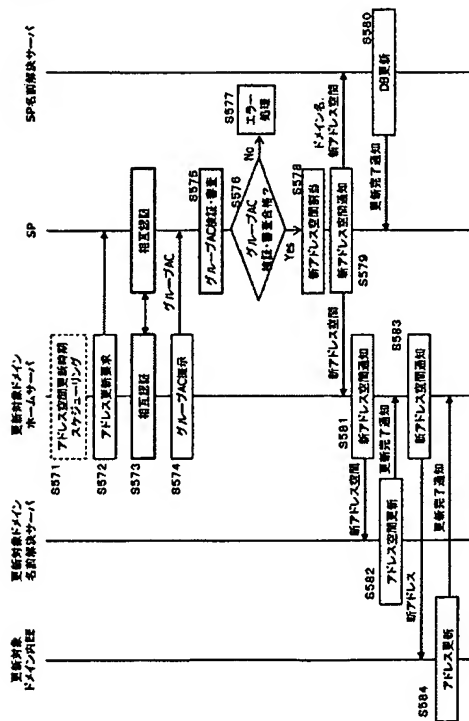 更新対象
ドメイン内EE
更新対象ドメイン
名前解決サーバ
更新対象ドメイン
ホームサーバ
SP
SP名前解決サーバ
S571
アドレス空間更新時期
スケジューリング
S572
アドレス更新要求
S573
相互認証
相互認証
S574
グループAC提示
グループAC
S575
グループAC検証・審査
S576
グループAC
検証・審査合格?
No
S577
エラー
処理
Yes
S578
新アドレス空間割当
S579
新アドレス空間通知
ドメイン名、
新アドレス空間
新アドレス空間
S580
DB更新
更新完了通知
S581
新アドレス空間通知
新アドレス空間
S582
アドレス空間更新
更新完了通知
S583
新アドレス空間通知
新アドレス
S584
アドレス更新
更新完了通知